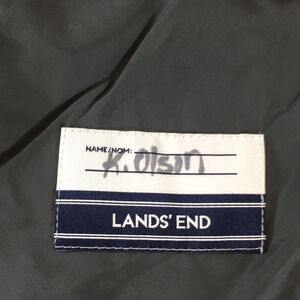 NAME/NOM:
K. Olson
LANDS' END